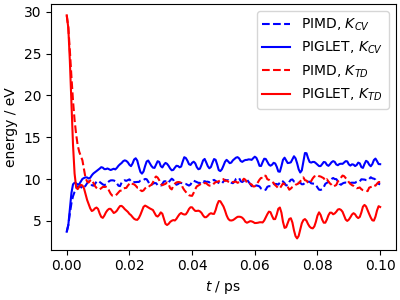 30
25
20
15
10
5
energy / eV
PIMD, K_CV
PIGLET, K_CV
PIMD, K_TD
PIGLET, K_TD
0.00 0.02 0.04 0.06 0.08 0.10
t / ps